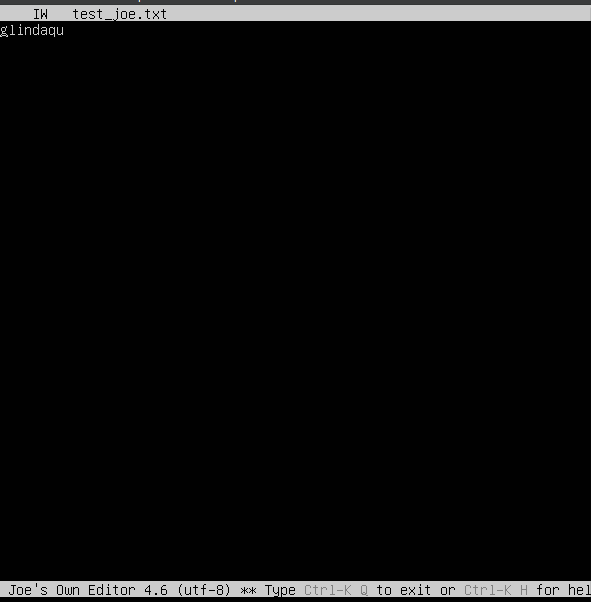 IW test_joe.txt
glindaqu
Joe's Own Editor 4.6 (utf-8) ** Type Ctrl-K Q to exit or Ctrl-K H for hel